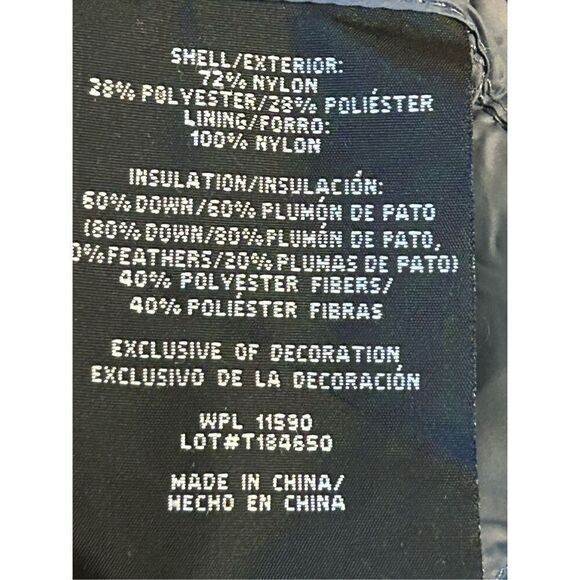 SHELL/EXTERIOR:
72% NYLON
28% POLYESTER/28% POLIÉSTER
LINING/FORRO:
100% NYLON
INSULATION/INSULACIÓN:
60% DOWN/60% PLUMÓN DE PATO
(80% DOWN/80% PLUMÓN DE PATO,
0% FEATHERS/20% PLUMAS DE PATO)
40% POLYESTER FIBERS/
40% POLIÉSTER FIBRAS
EXCLUSIVE OF DECORATION
EXCLUSIVO DE LA DECORACIÓN
WPL 11590
LOT#T184650
MADE IN CHINA/
HECHO EN CHINA